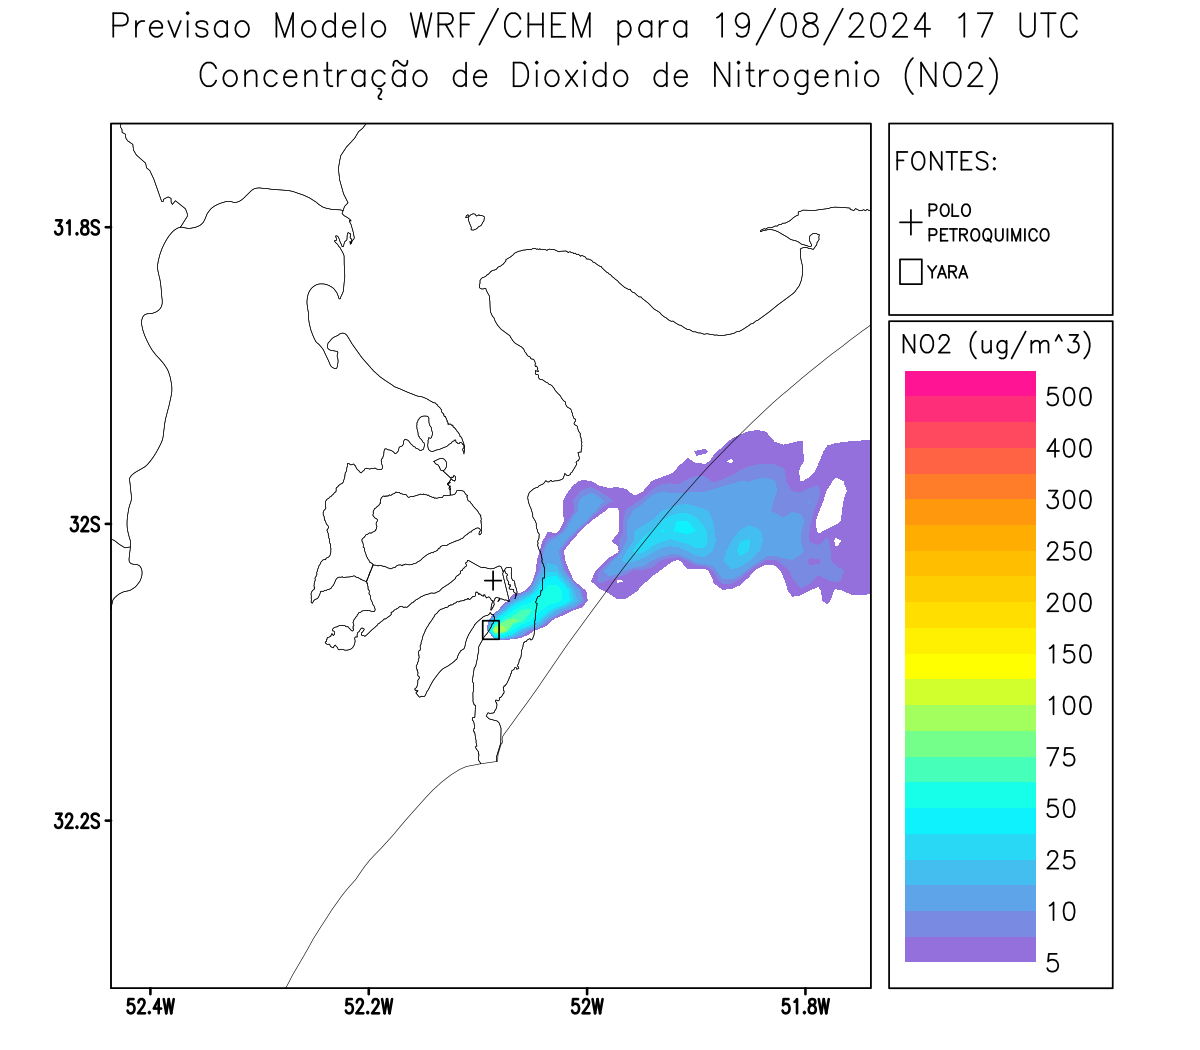 Previsao Modelo WRF/CHEM para 19/08/2024 17 UTC
Concentração de Dioxido de Nitrogenio (NO2)
FONTES:
POLO
PETROQUIMICO
YARA
31.8S
32S
32.2S
52.4W
52.2W
52W
51.8W
NO2 (ug/m^3)
500
400
300
250
200
150
100
75
50
25
10
5